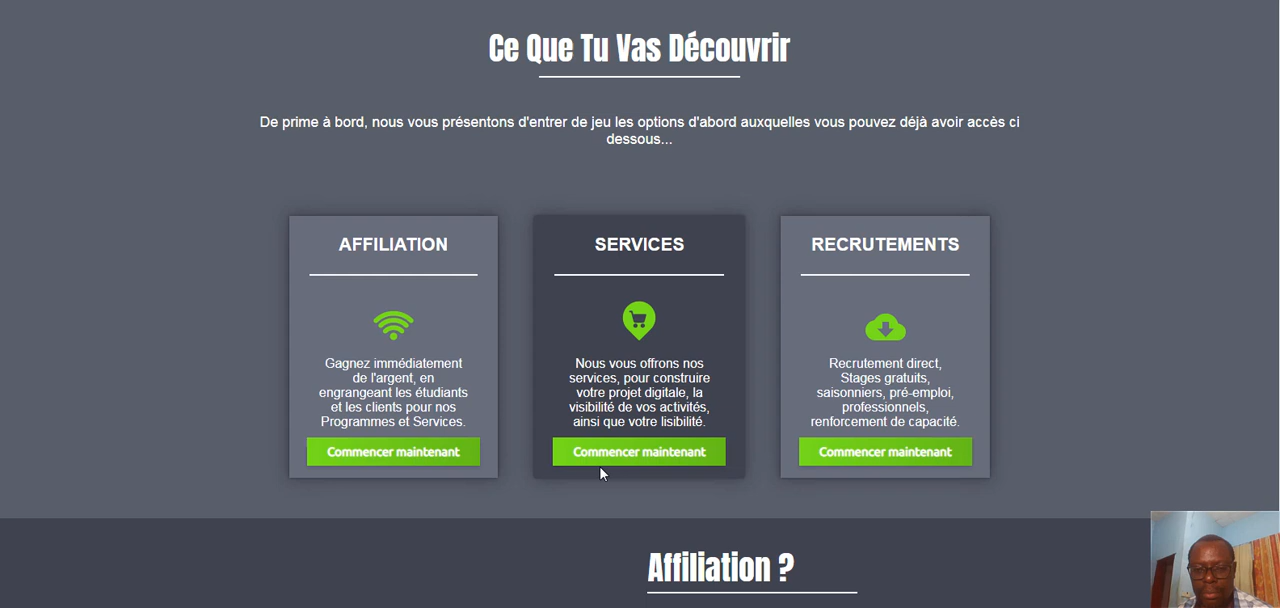 Ce Que Tu Vas Découvrir
De prime à bord, nous vous présentons d'entrer de jeu les options d'abord auxquelles vous pouvez déjà avoir accès ci
dessous...
AFFILIATION
Gagnez immédiatement
de l'argent, en
engrangeant les étudiants
et les clients pour nos
Programmes et Services.
Commencer maintenant
SERVICES
Nous vous offrons nos
services, pour construire
votre projet digitale, la
visibilité de vos activités,
ainsi que votre lisibilité.
Commencer maintenant
RECRUTEMENTS
Recrutement direct,
Stages gratuits,
saisonniers, pré-emploi,
professionnels,
renforcement de capacité.
Commencer maintenant
Affiliation ?